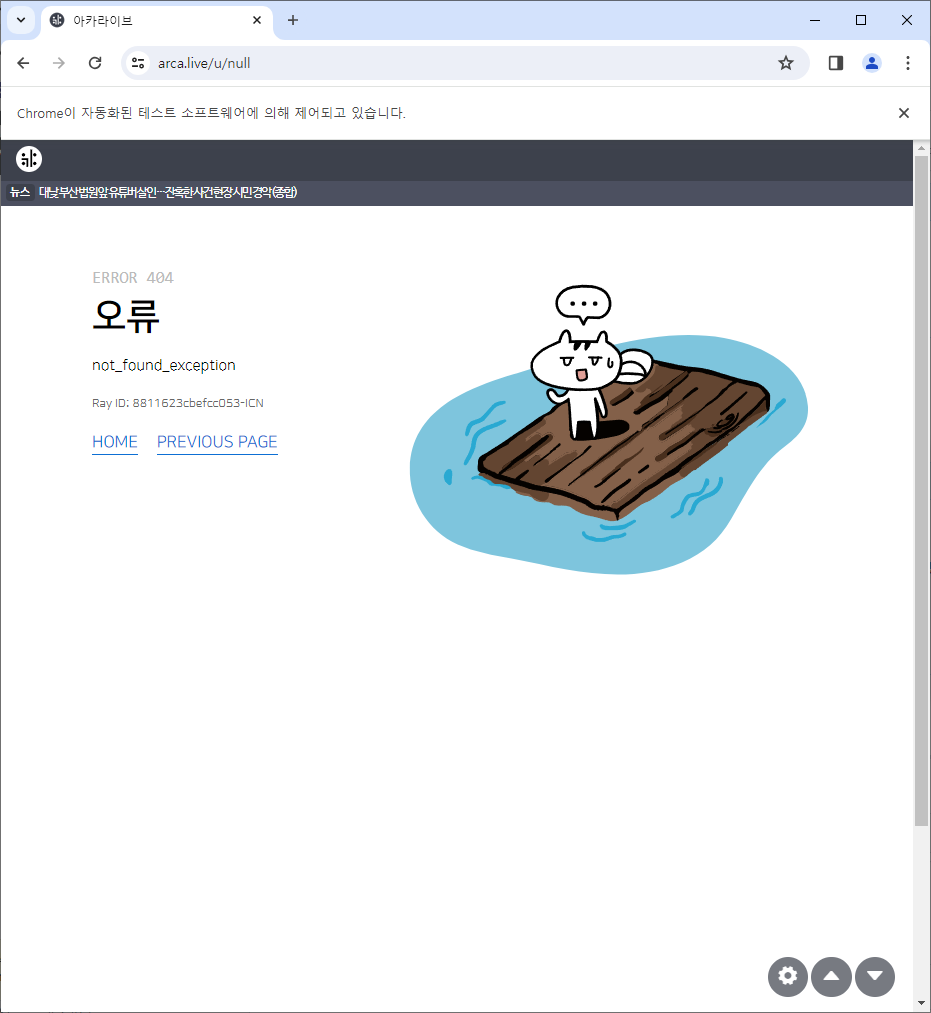 아카라이브
arca.live/u/null
Chrome이 자동화된 테스트 소프트웨어에 의해 제어되고 있습니다.
뉴스 대낮 부산 법원 앞 유튜버 살인…잔혹한 사건 현장 시민 경악(종합)
ERROR 404
오류
not_found_exception
Ray ID: 8811623cbefcc053-ICN
HOME PREVIOUS PAGE